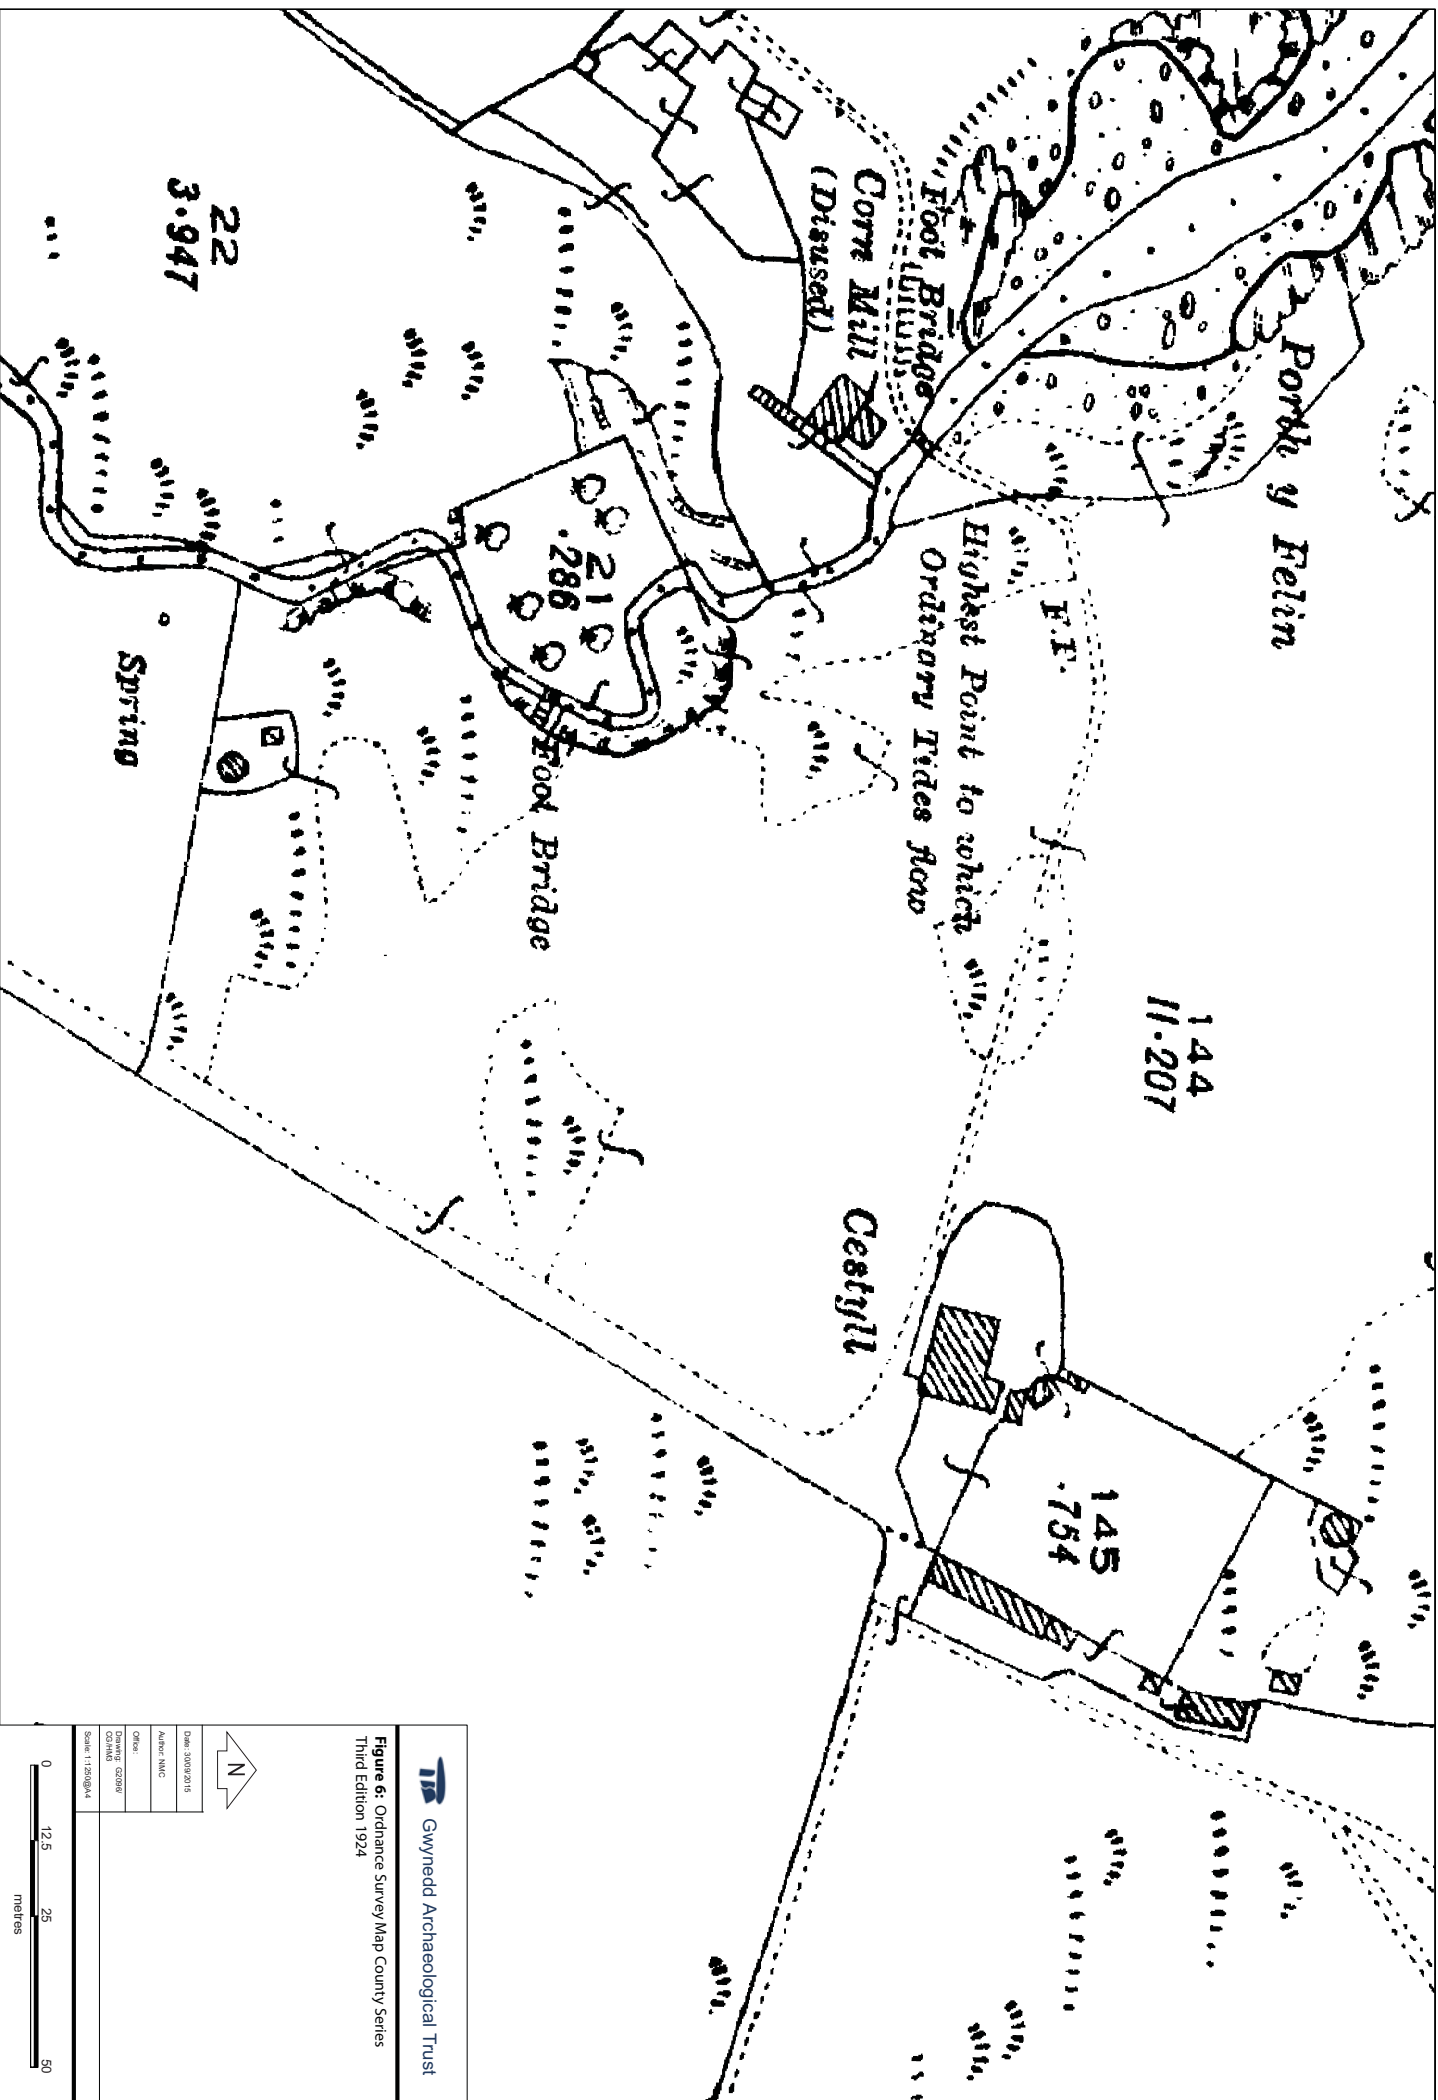 Porth y Felin
Foot Bridge
Corn Mill
(Disused)
F.P.
Highest Point to which
Ordinary Tides flow
144
11·207
22
3·947
21
·286
Foot Bridge
Spring
Cestyll
145
·754
Gwynedd Archaeological Trust
Figure 6: Ordnance Survey Map County Series
Third Edition 1924
N
Date: 30/09/2015
Author: NMC
Office:
Drawing: G2096/
CG/HM3
Scale: 1:1250@A4
0 12.5 25 50
metres